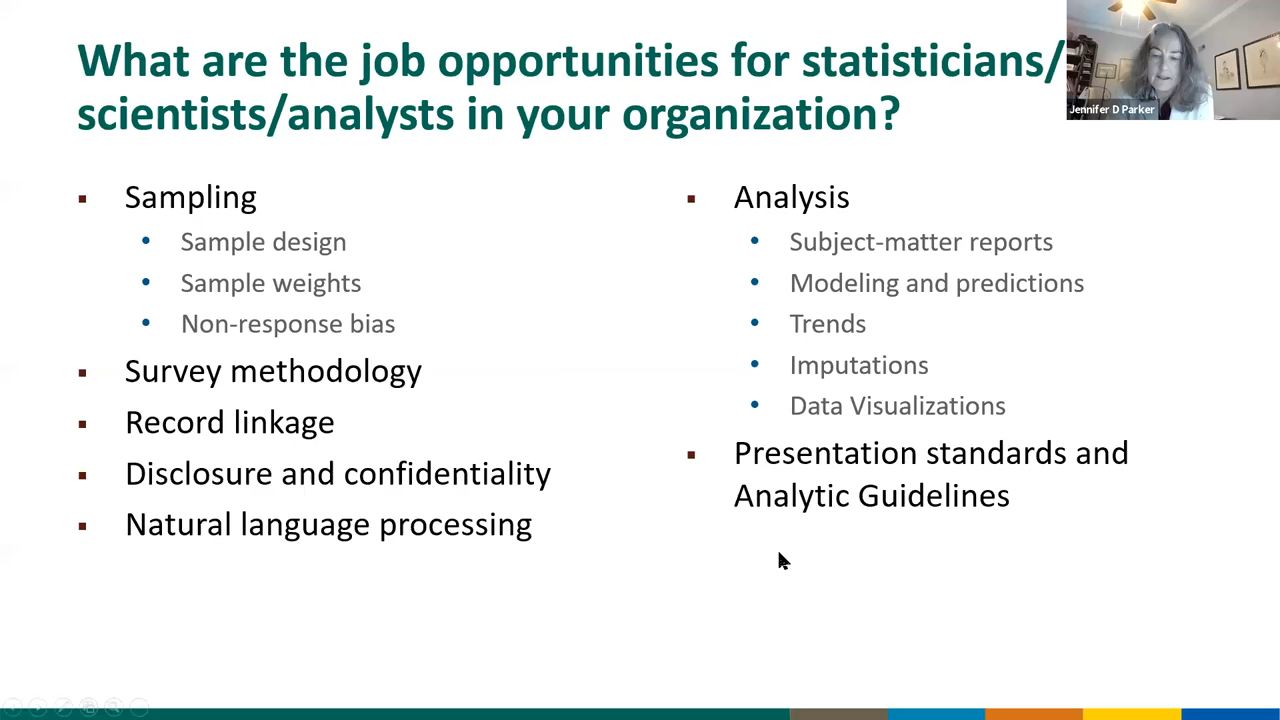 What are the job opportunities for statisticians/
scientists/analysts in your organization?
Jennifer D Parker
▪ Sampling
• Sample design
• Sample weights
• Non-response bias
▪ Survey methodology
▪ Record linkage
▪ Disclosure and confidentiality
▪ Natural language processing
▪ Analysis
• Subject-matter reports
• Modeling and predictions
• Trends
• Imputations
• Data Visualizations
▪ Presentation standards and
Analytic Guidelines